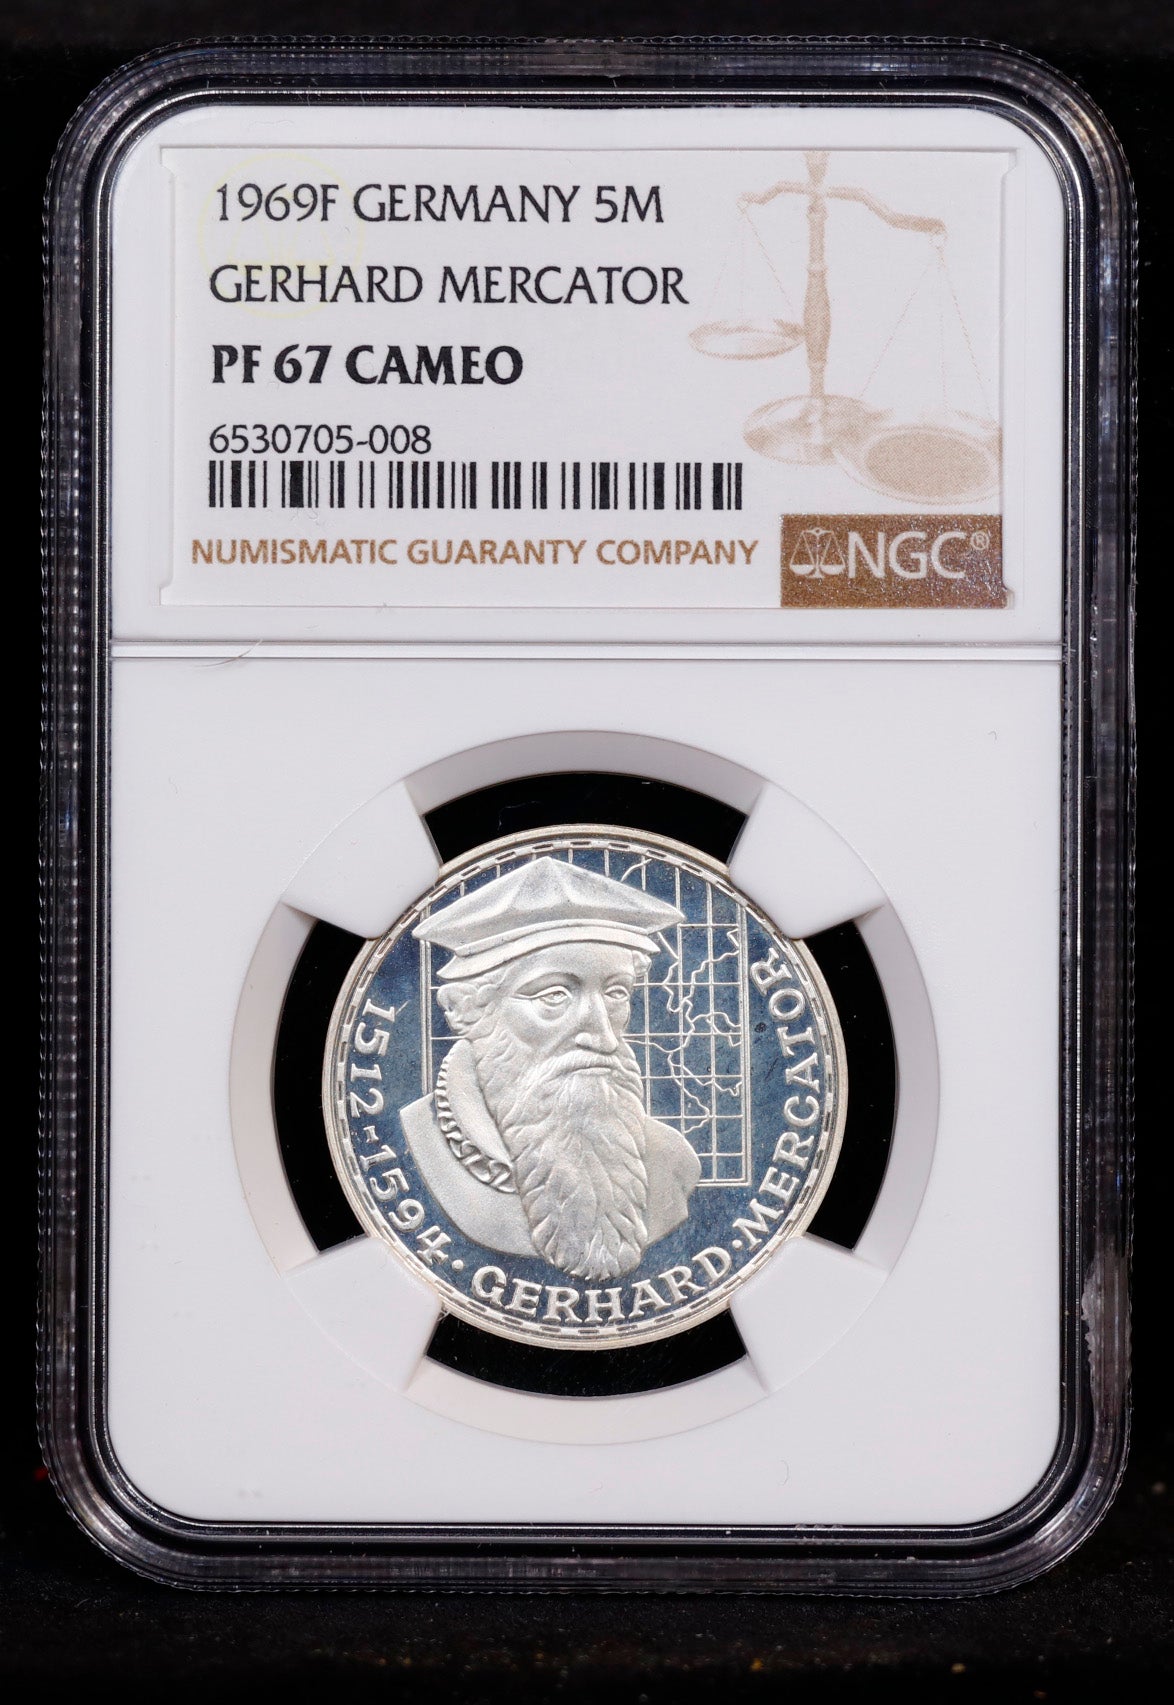 1969F GERMANY 5M
GERHARD MERCATOR
PF 67 CAMEO
6530705-008
NUMISMATIC GUARANTY COMPANY
NGC®
1512-1594 · GERHARD · MERCATOR